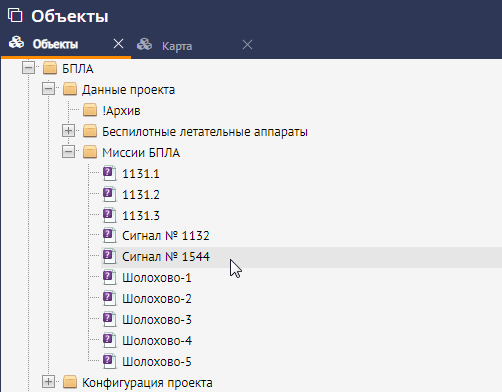 Объекты
Объекты Карта
БПЛА
Данные проекта
!Архив
Беспилотные летательные аппараты
Миссии БПЛА
1131.1
1131.2
1131.3
Сигнал № 1132
Сигнал № 1544
Шолохово-1
Шолохово-2
Шолохово-3
Шолохово-4
Шолохово-5
Конфигурация проекта